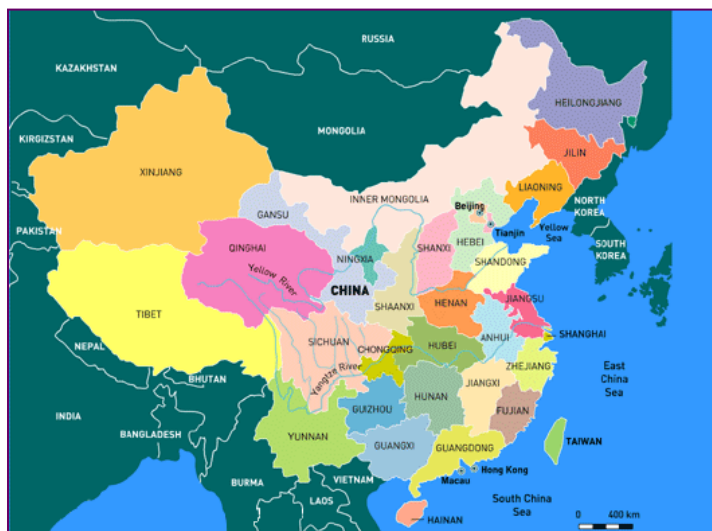 RUSSIA
KAZAKHSTAN
HEILONGJIANG
MONGOLIA
KIRGIZSTAN
JILIN
XINJIANG
LIAONING
INNER MONGOLIA
NORTH
KOREA
Beijing
GANSU
Tianjin
Yellow
Sea
PAKISTAN
QINGHAI
NINGXIA
SHANXI
HEBEI
SOUTH
KOREA
SHANDONG
Yellow River
CHINA
TIBET
SHAANXI
HENAN
JIANGSU
NEPAL
SICHUAN
CHONGQING
HUBEI
ANHUI
SHANGHAI
Yangtze River
ZHEJIANG
East
China
Sea
BHUTAN
HUNAN
JIANGXI
INDIA
GUIZHOU
FUJIAN
BANGLADESH
YUNNAN
GUANGXI
GUANGDONG
TAIWAN
Hong Kong
Macau
BURMA
VIETNAM
LAOS
South China
Sea
0 400 km
HAINAN